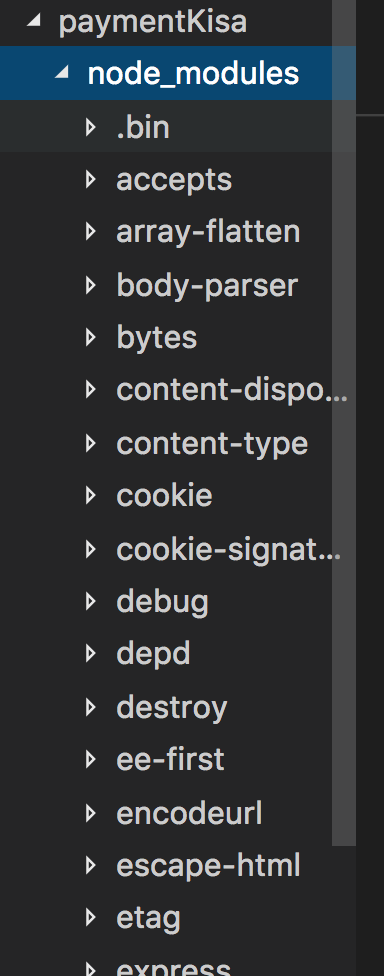 paymentKisa
node_modules
.bin
accepts
array-flatten
body-parser
bytes
content-dispo...
content-type
cookie
cookie-signat...
debug
depd
destroy
ee-first
encodeurl
escape-html
etag
express